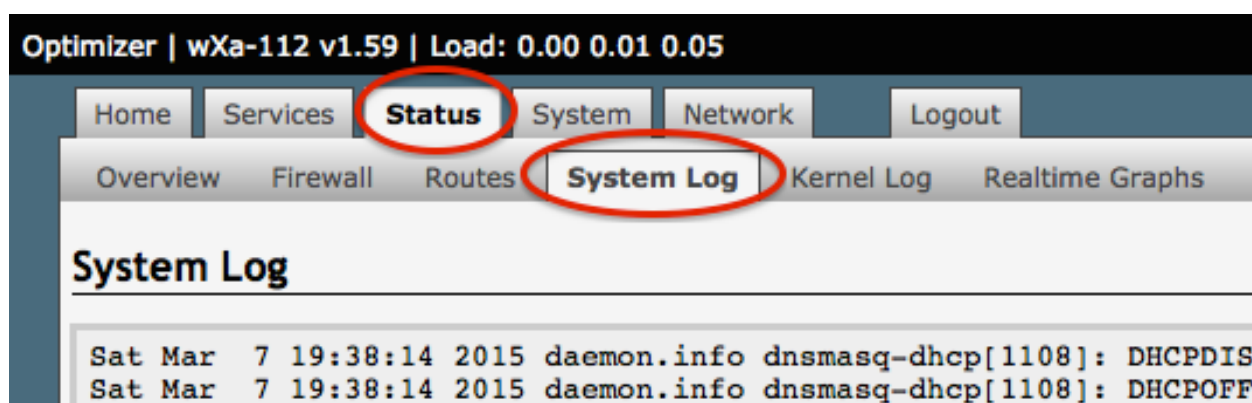 Optimizer | wXa-112 v1.59 | Load: 0.00 0.01 0.05
Home Services Status System Network Logout
Overview Firewall Routes System Log Kernel Log Realtime Graphs
System Log
Sat Mar 7 19:38:14 2015 daemon.info dnsmasq-dhcp[1108]: DHCPDIS
Sat Mar 7 19:38:14 2015 daemon.info dnsmasq-dhcp[1108]: DHCPOFF